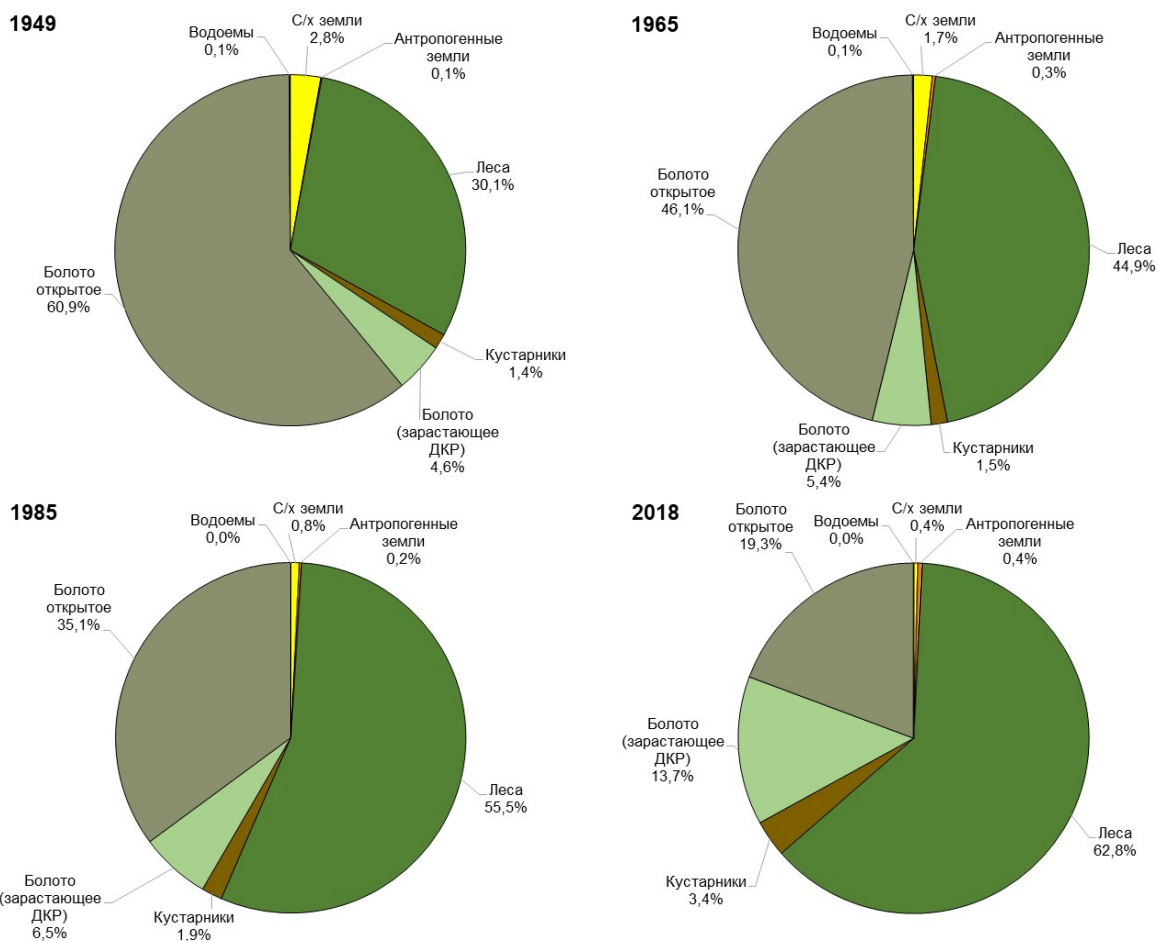 1949
Водоемы
0,1%
С/х земли
2,8%
Антропогенные
земли
0,1%
Леса
30,1%
Кустарники
1,4%
Болото
(зарастающее
ДКР)
4,6%
Болото
открытое
60,9%
1965
Водоемы
0,1%
С/х земли
1,7%
Антропогенные
земли
0,3%
Леса
44,9%
Кустарники
1,5%
Болото
(зарастающее
ДКР)
5,4%
Болото
открытое
46,1%
1985
Водоемы
0,0%
С/х земли
0,8%
Антропогенные
земли
0,2%
Леса
55,5%
Кустарники
1,9%
Болото
(зарастающее
ДКР)
6,5%
Болото
открытое
35,1%
2018
Водоемы
0,0%
С/х земли
0,4%
Антропогенные
земли
0,4%
Леса
62,8%
Кустарники
3,4%
Болото
(зарастающее
ДКР)
13,7%
Болото
открытое
19,3%